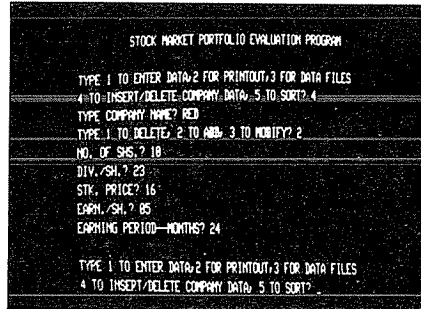 STOCK MARKET PORTFOLIO EVALUATION PROGRAM
TYPE 1 TO ENTER DATA,2 FOR PRINTOUT,3 FOR DATA FILES
4 TO INSERT/DELETE COMPANY DATA, 5 TO SORT? 4
TYPE COMPANY NAME? RED
TYPE 1 TO DELETE, 2 TO ADD, 3 TO MODIFY? 2
NO. OF SHS.? 10
DIV./SH.? 23
STK. PRICE? 16
EARN./SH.? 05
EARNING PERIOD--MONTHS? 24
TYPE 1 TO ENTER DATA,2 FOR PRINTOUT,3 FOR DATA FILES
4 TO INSERT/DELETE COMPANY DATA, 5 TO SORT? _